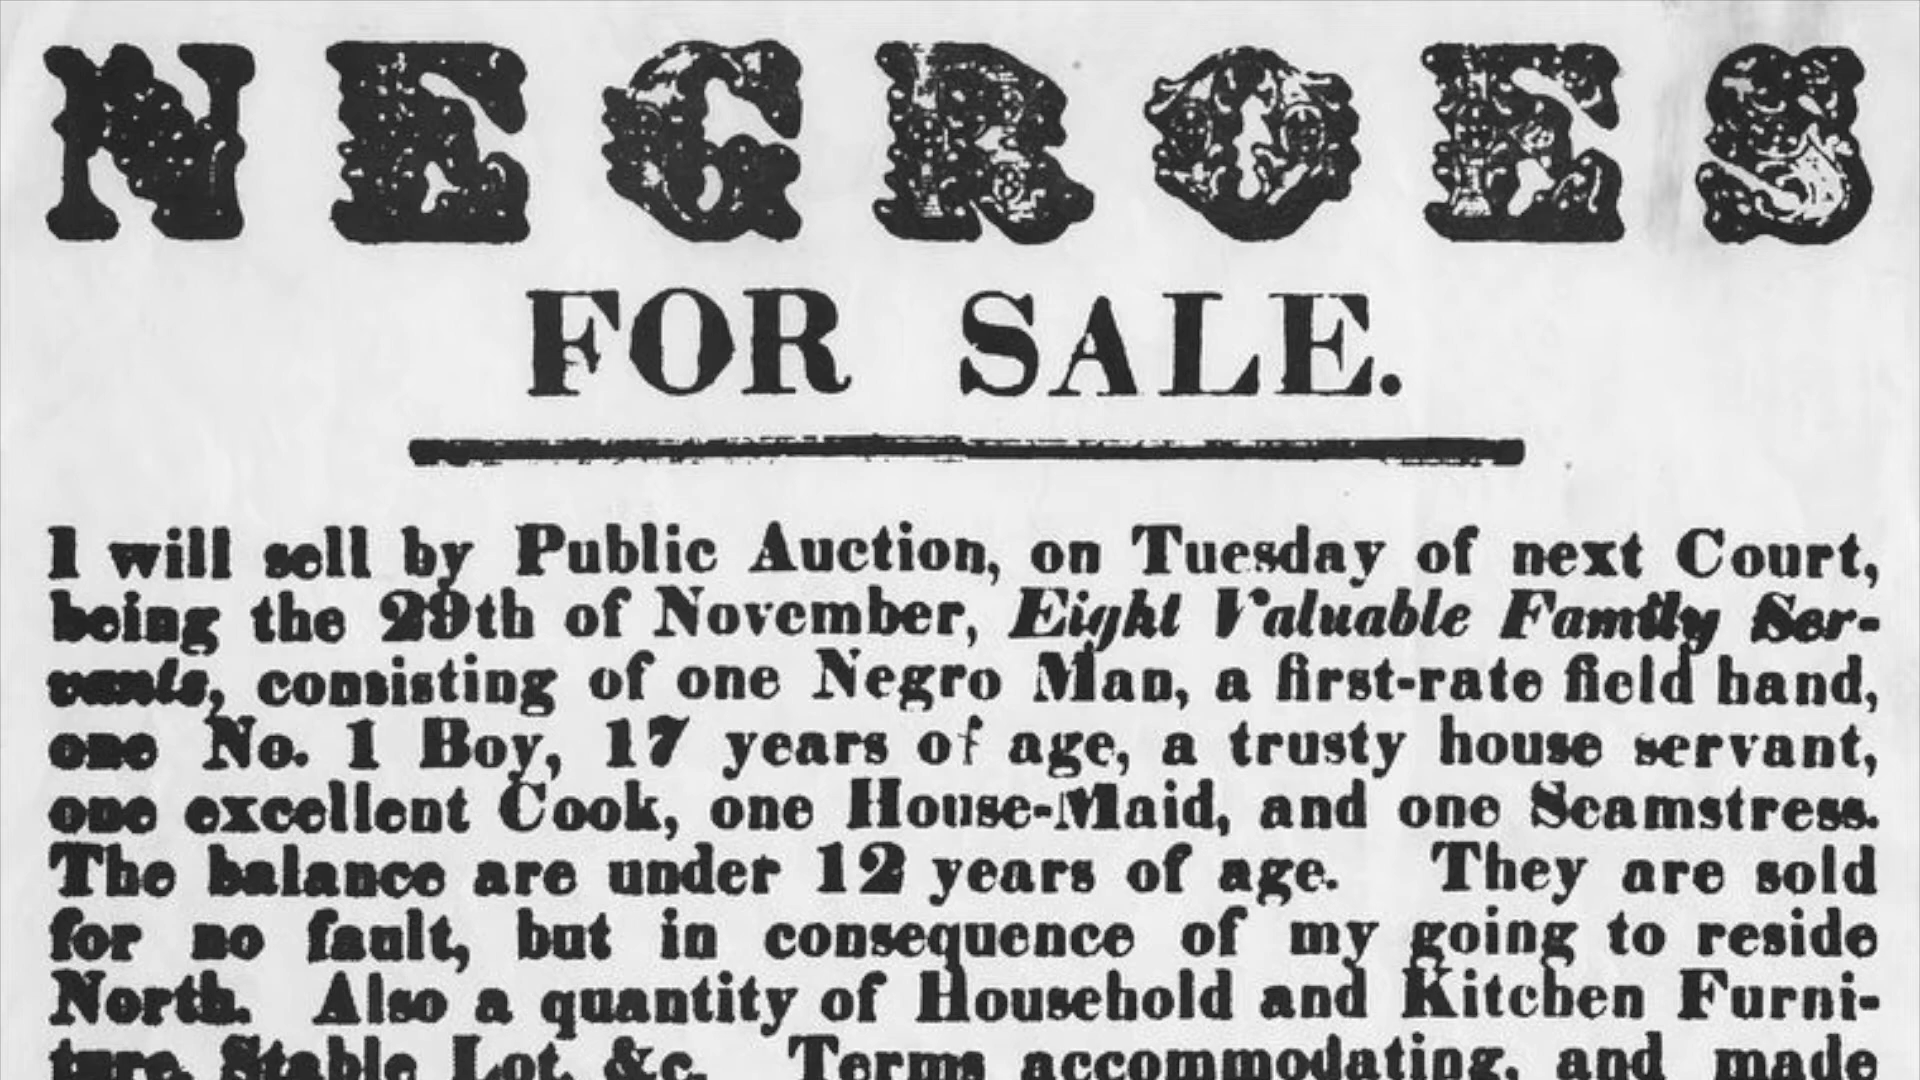 NEGROES
FOR SALE.
I will sell by Public Auction, on Tuesday of next Court,
being the 29th of November, Eight Valuable Family Ser-
vants, consisting of one Negro Man, a first-rate field hand,
one No. 1 Boy, 17 years of age, a trusty house servant,
one excellent Cook, one House-Maid, and one Seamstress.
The balance are under 12 years of age. They are sold
for no fault, but in consequence of my going to reside
North. Also a quantity of Household and Kitchen Furni-
ture, Stable Lot, &c. Terms accommodating, and made